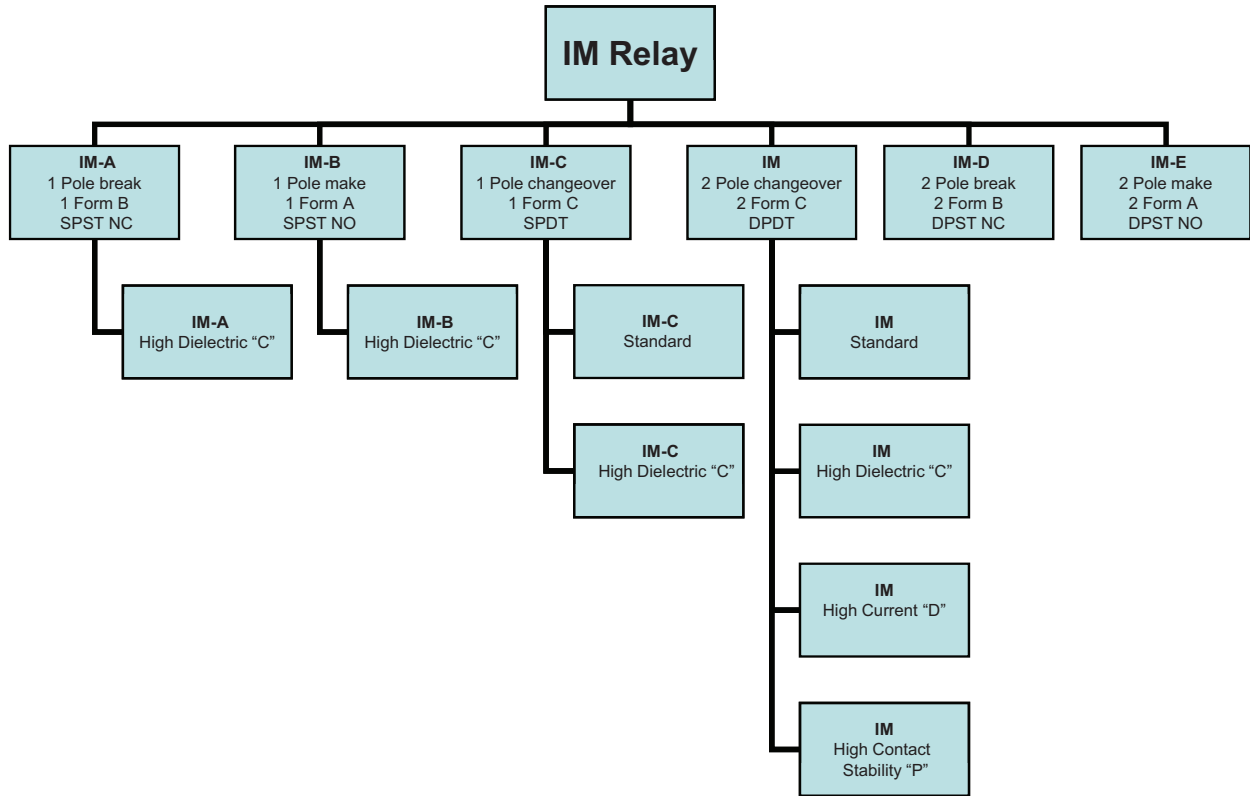 IM Relay
IM-A
1 Pole break
1 Form B
SPST NC
IM-B
1 Pole make
1 Form A
SPST NO
IM-C
1 Pole changeover
1 Form C
SPDT
IM
2 Pole changeover
2 Form C
DPDT
IM-D
2 Pole break
2 Form B
DPST NC
IM-E
2 Pole make
2 Form A
DPST NO
IM-A
High Dielectric “C”
IM-B
High Dielectric “C”
IM-C
Standard
IM
Standard
IM-C
High Dielectric “C”
IM
High Dielectric “C”
IM
High Current “D”
IM
High Contact
Stability “P”